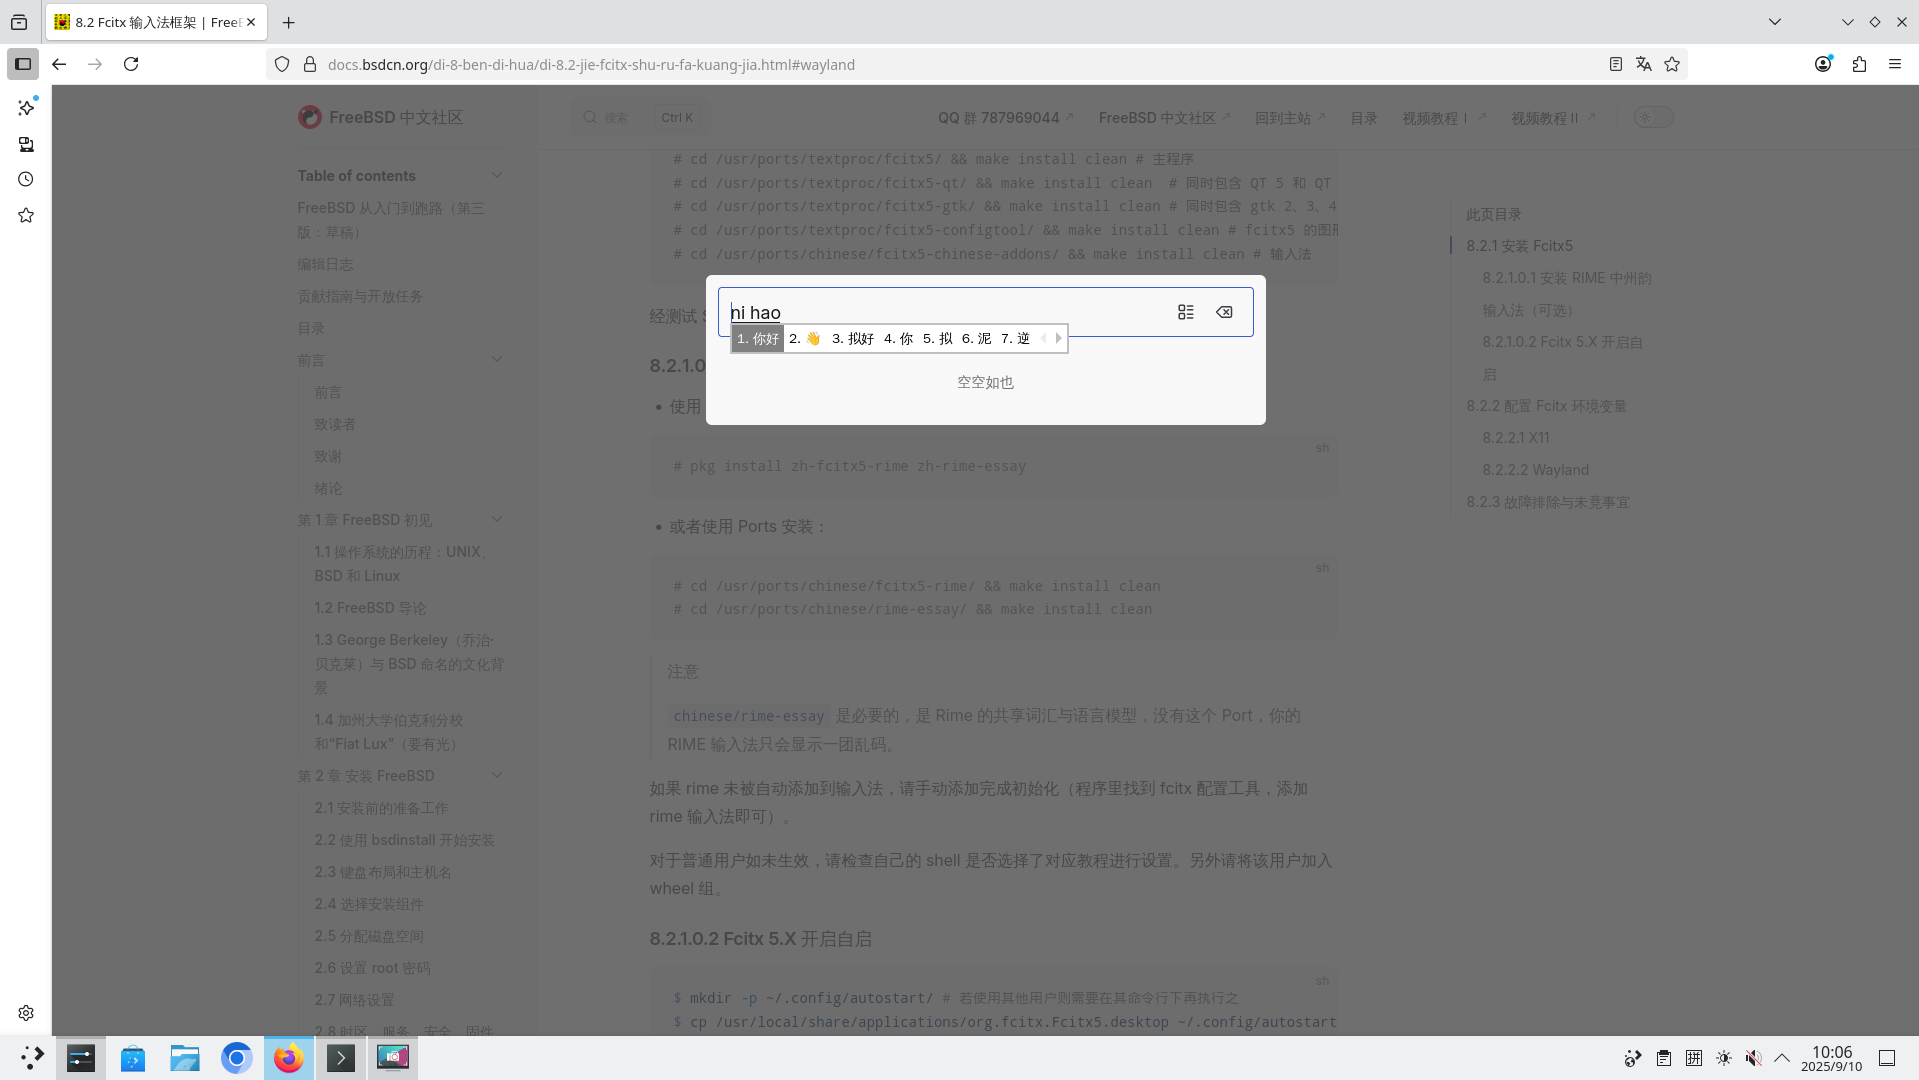 8.2 Fcitx 输入法框架 | Free
docs.bsdcn.org/di-8-ben-di-hua/di-8.2-jie-fcitx-shu-ru-fa-kuang-jia.html#wayland
FreeBSD 中文社区
搜索 Ctrl K
QQ 群 787969044
FreeBSD 中文社区
回到主站
目录
视频教程 I
视频教程 II
Table of contents
FreeBSD 从入门到跑路（第三
版：草稿）
编辑日志
贡献指南与开放任务
目录
前言
前言
致读者
致谢
绪论
第 1 章 FreeBSD 初见
1.1 操作系统的历程：UNIX、
BSD 和 Linux
1.2 FreeBSD 导论
1.3 George Berkeley（乔治·
贝克莱）与 BSD 命名的文化背
景
1.4 加州大学伯克利分校
和“Fiat Lux”（要有光）
第 2 章 安装 FreeBSD
2.1 安装前的准备工作
2.2 使用 bsdinstall 开始安装
2.3 键盘布局和主机名
2.4 选择安装组件
2.5 分配磁盘空间
2.6 设置 root 密码
2.7 网络设置
2.8 时区、服务、安全、固件
# cd /usr/ports/textproc/fcitx5/ && make install clean # 主程序
# cd /usr/ports/textproc/fcitx5-qt/ && make install clean  # 同时包含 QT 5 和 QT
# cd /usr/ports/textproc/fcitx5-gtk/ && make install clean # 同时包含 gtk 2、3、4
# cd /usr/ports/textproc/fcitx5-configtool/ && make install clean # fcitx5 的图形
# cd /usr/ports/chinese/fcitx5-chinese-addons/ && make install clean # 输入法
经测试 S
ni hao
1. 你好 2. 👋 3. 拟好 4. 你 5. 拟 6. 泥 7. 逆
空空如也
8.2.1.0
使用
sh
# pkg install zh-fcitx5-rime zh-rime-essay
或者使用 Ports 安装：
sh
# cd /usr/ports/chinese/fcitx5-rime/ && make install clean
# cd /usr/ports/chinese/rime-essay/ && make install clean
注意
chinese/rime-essay 是必要的，是 Rime 的共享词汇与语言模型，没有这个 Port，你的
RIME 输入法只会显示一团乱码。
如果 rime 未被自动添加到输入法，请手动添加完成初始化（程序里找到 fcitx 配置工具，添加
rime 输入法即可）。
对于普通用户如未生效，请检查自己的 shell 是否选择了对应教程进行设置。另外请将该用户加入
wheel 组。
8.2.1.0.2 Fcitx 5.X 开启自启
sh
$ mkdir -p ~/.config/autostart/ # 若使用其他用户则需要在其命令行下再执行之
$ cp /usr/local/share/applications/org.fcitx.Fcitx5.desktop ~/.config/autostart
此页目录
8.2.1 安装 Fcitx5
8.2.1.0.1 安装 RIME 中州韵
输入法（可选）
8.2.1.0.2 Fcitx 5.X 开启自
启
8.2.2 配置 Fcitx 环境变量
8.2.2.1 X11
8.2.2.2 Wayland
8.2.3 故障排除与未竟事宜
拼
10:06
2025/9/10